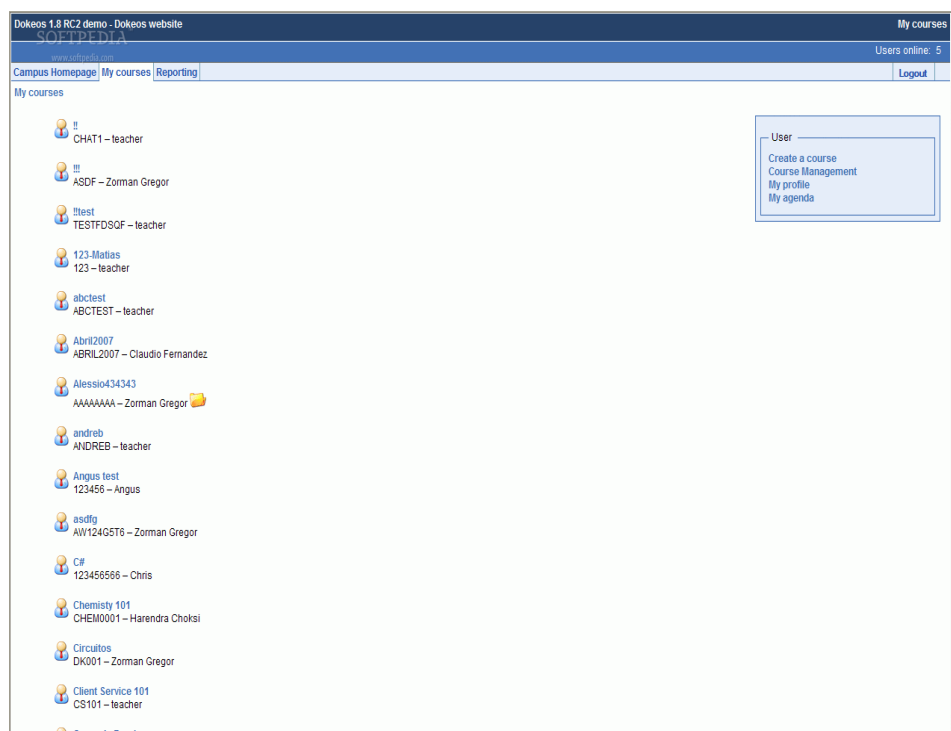 Dokeos 1.8 RC2 demo - Dokeos website
My courses
SOFTPEDIA
www.softpedia.com
Users online: 5
Campus Homepage My courses Reporting
Logout
My courses
!!
CHAT1 – teacher
!!!
ASDF – Zorman Gregor
!!test
TESTFDSQF – teacher
123-Matias
123 – teacher
abctest
ABCTEST – teacher
Abril2007
ABRIL2007 – Claudio Fernandez
Alessio434343
AAAAAAAA – Zorman Gregor
andreb
ANDREB – teacher
Angus test
123456 – Angus
asdfg
AW124G5T6 – Zorman Gregor
C#
123456566 – Chris
Chemisty 101
CHEM0001 – Harendra Choksi
Circuitos
DK001 – Zorman Gregor
Client Service 101
CS101 – teacher
User
Create a course
Course Management
My profile
My agenda